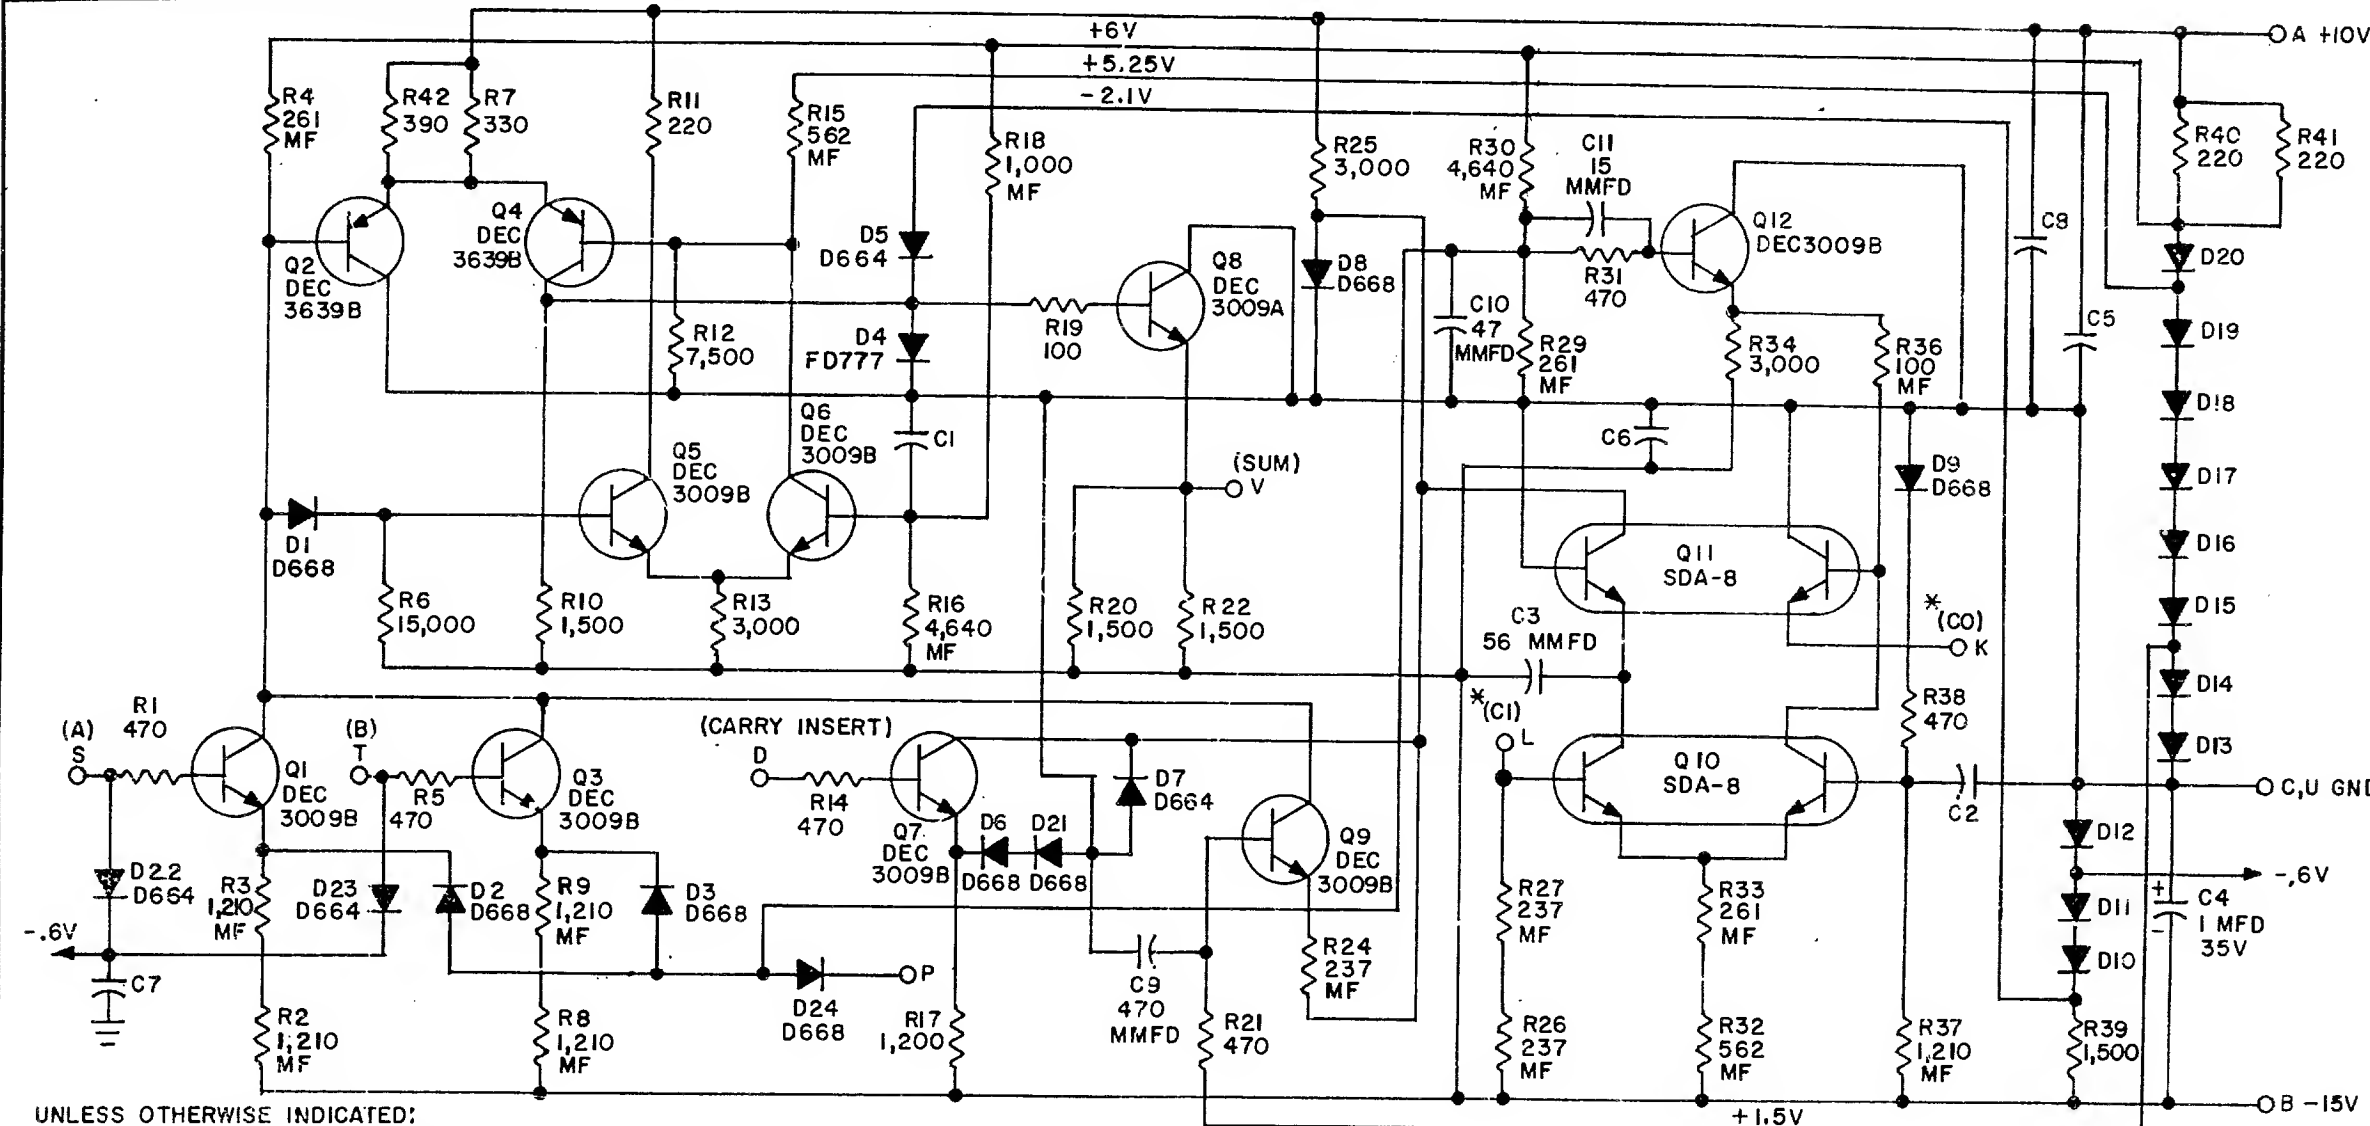 +6V
+5.25V
-2.1V
A +10V
R4
261
MF
R42
390
R7
330
R11
220
R15
562
MF
R18
1,000
MF
R25
3,000
R30
4,640
MF
C11
15
MMFD
R40
220
R41
220
Q2
DEC
3639B
Q4
DEC
3639B
D5
D664
Q8
DEC
3009A
D8
D668
Q12
DEC3009B
R31
470
C8
D20
R12
7,500
D4
FD777
R19
100
C10
47
MMFD
R29
261
MF
R34
3,000
R36
100
MF
C5
D19
D18
Q5
DEC
3009B
Q6
DEC
3009B
C1
(SUM)
V
C6
D9
D668
D17
D1
D668
Q11
SDA-8
D16
R6
15,000
R10
1,500
R13
3,000
R16
4,640
MF
R20
1,500
R22
1,500
C3
56 MMFD
*
(CO)
K
D15
D14
(A)
S
R1
470
Q1
DEC
3009B
(B)
T
R5
470
Q3
DEC
3009B
(CARRY INSERT)
D
R14
470
Q7
DEC
3009B
D7
D664
*
(CI)
L
Q10
SDA-8
R38
470
D13
C2
C,U GND
D22
D664
R3
1,210
MF
D23
D664
D2
D668
R9
1,210
MF
D3
D668
D6
D668
D21
D668
Q9
DEC
3009B
R27
237
MF
R33
261
MF
D12
-.6V
D11
+
-
C4
1 MFD
35V
-.6V
C7
P
D24
D668
C9
470
MMFD
R24
237
MF
D10
R2
1,210
MF
R8
1,210
MF
R17
1,200
R21
470
R26
237
MF
R32
562
MF
R37
1,210
MF
R39
1,500
+1.5V
B -15V
UNLESS OTHERWISE INDICATED: